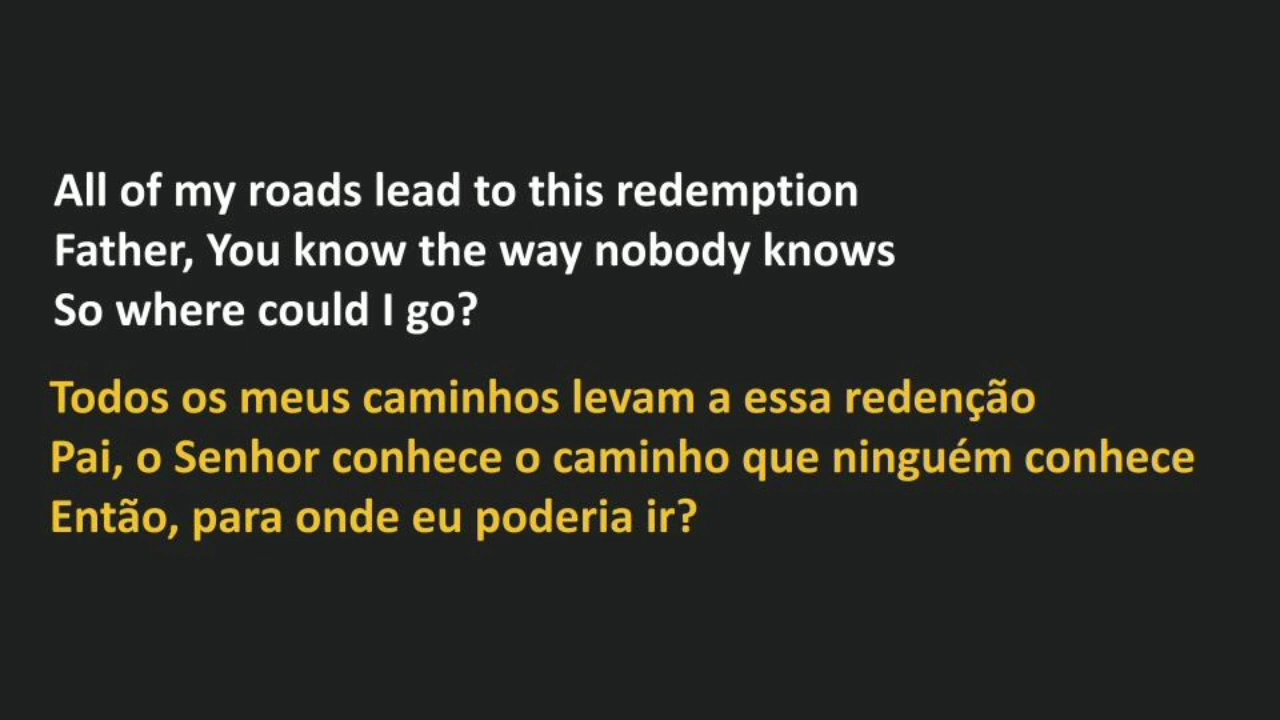 All of my roads lead to this redemption
Father, You know the way nobody knows
So where could I go?
Todos os meus caminhos levam a essa redenção
Pai, o Senhor conhece o caminho que ninguém conhece
Então, para onde eu poderia ir?